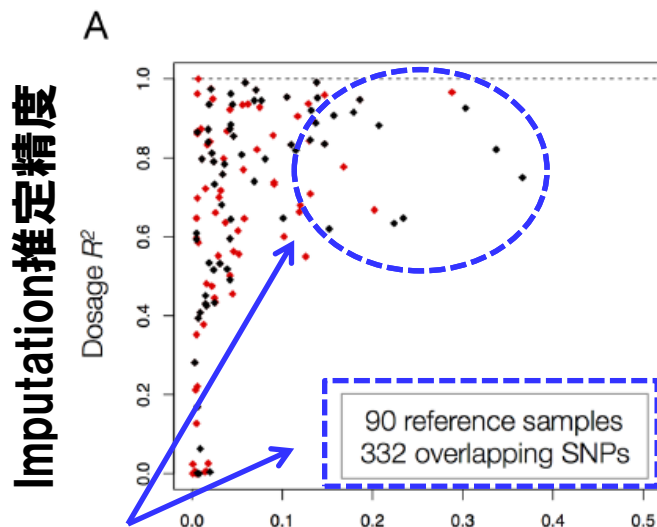 A
Imputation推定精度
Dosage R²
1.0
0.8
0.6
0.4
0.2
0.0
90 reference samples
332 overlapping SNPs
0.0 0.1 0.2 0.3 0.4 0.5